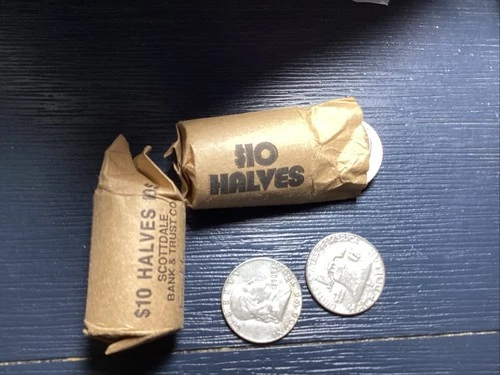 $10
HALVES
$10 HALVES
SCOTTDALE
BANK & TRUST CO